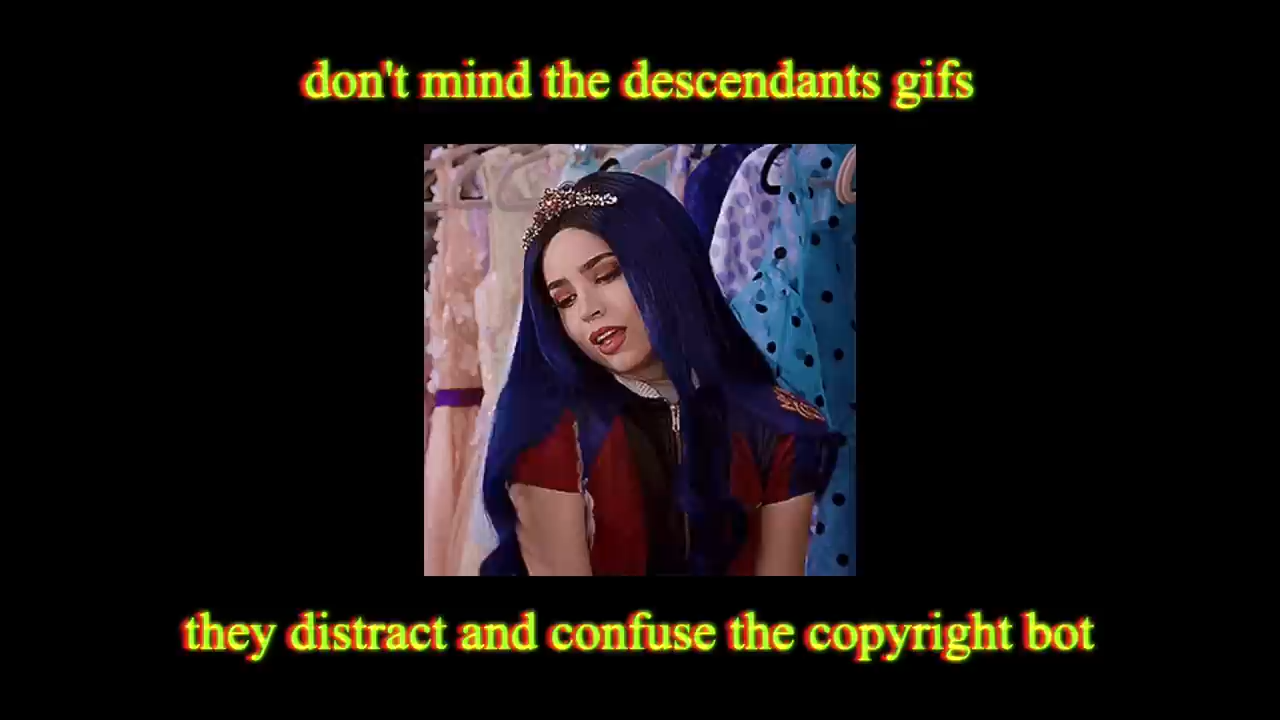 don't mind the descendants gifs
they distract and confuse the copyright bot